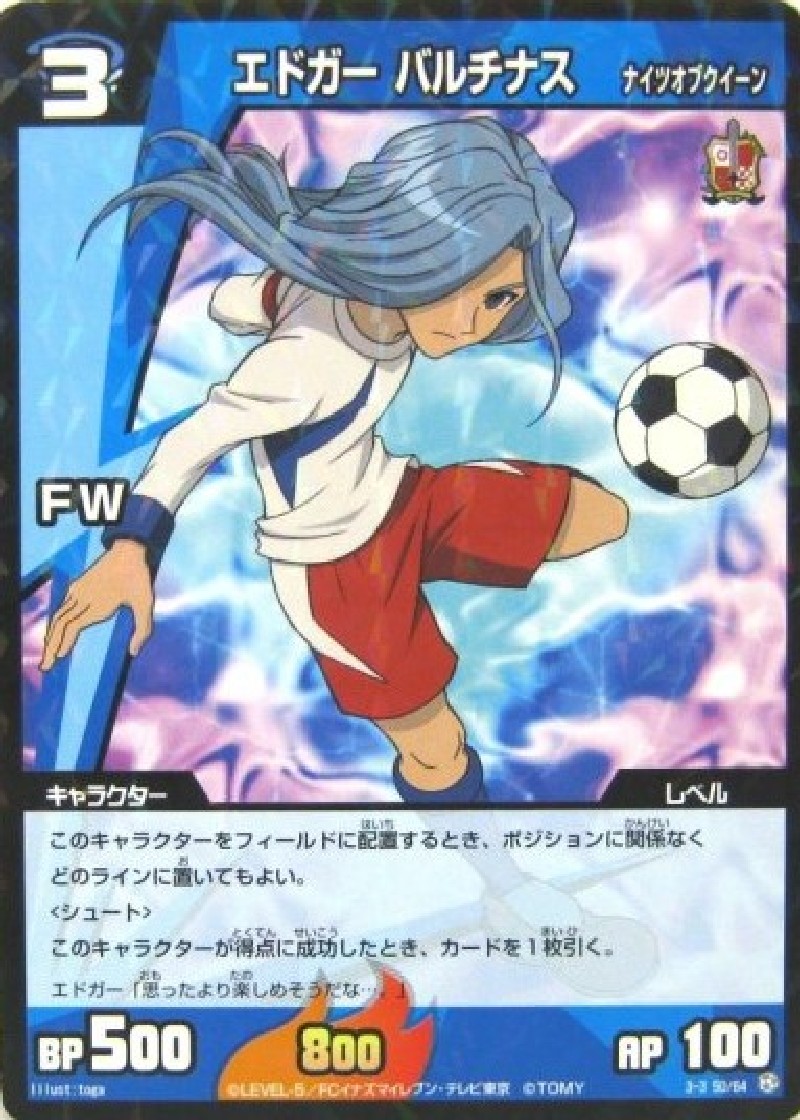 3
エドガー バルチナス ナイツオブクイーン
FW
キャラクター レベル
このキャラクターをフィールドに配置するとき、ポジションに関係なく
どのラインに置いてもよい。
<シュート>
このキャラクターが得点に成功したとき、カードを1枚引く。
エドガー「思ったより楽しめそうだな…。」
BP500 800 AP 100
Illust:toga ©LEVEL-5/FCイナズマイレブン・テレビ東京 ©TOMY 3-3 50/64